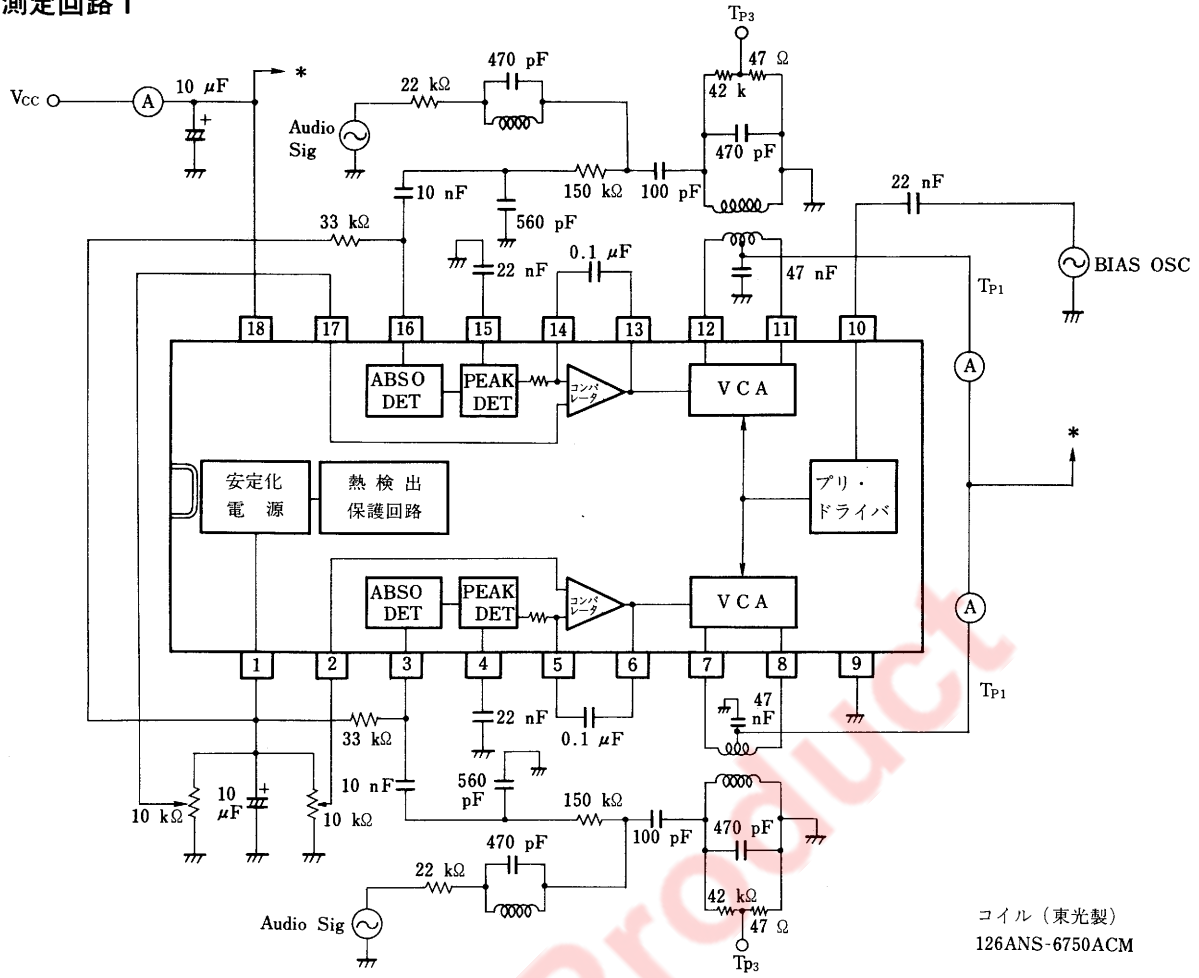 測定回路 1
TP3
470 pF
47 Ω
42 k
10 μF
*
22 kΩ
VCC
A
+
Audio
Sig
470 pF
22 nF
10 nF
150 kΩ
100 pF
560 pF
33 kΩ
0.1 μF
22 nF
47 nF
BIAS OSC
TP1
18
17
16
15
14
13
12
11
10
ABSO
DET
PEAK
DET
コンパ
レータ
VCA
A
*
安定化
電 源
熱 検 出
保護回路
プリ・
ドライバ
ABSO
DET
PEAK
DET
コンパ
レータ
VCA
A
1
2
3
4
5
6
7
8
9
TP1
47
nF
22 nF
33 kΩ
0.1 μF
10 nF
560
pF
10
μF
+
10 kΩ
10 kΩ
150 kΩ
100 pF
470 pF
470 pF
22 kΩ
42 kΩ
47 Ω
Audio Sig
TP3
コイル (東光製)
126ANS-6750ACM
Product